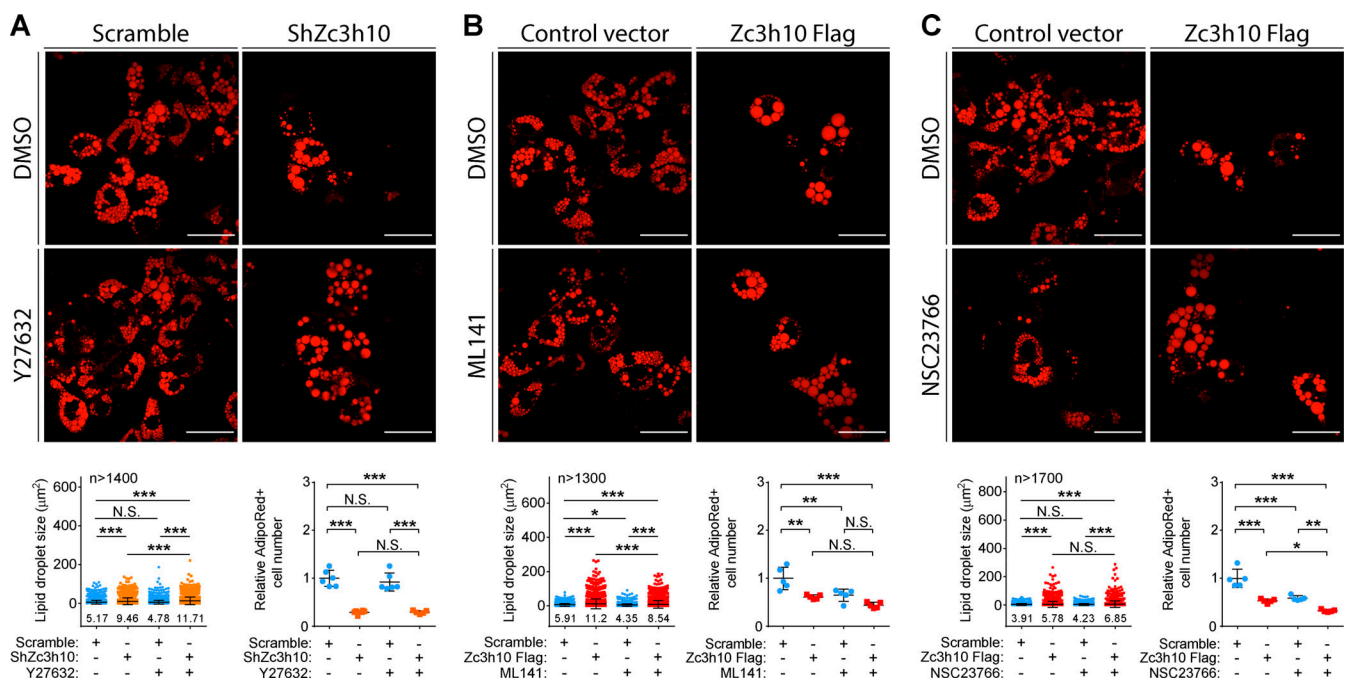 A
Scramble
ShZc3h10
B
Control vector
Zc3h10 Flag
C
Control vector
Zc3h10 Flag
DMSO
DMSO
DMSO
Y27632
ML141
NSC23766
n>1400
Lipid droplet size (μm²)
600
400
200
0
***
N.S.
*** ***
***
5.17 9.46 4.78 11.71
Scramble: + - + -
ShZc3h10: - + - +
Y27632: - - + +
Relative AdipoRed+
cell number
3
2
1
0
***
N.S.
*** ***
N.S.
Scramble: + - + -
ShZc3h10: - + - +
Y27632: - - + +
n>1300
Lipid droplet size (μm²)
600
400
200
0
***
*
*** ***
***
5.91 11.2 4.35 8.54
Scramble: + - + -
Zc3h10 Flag: - + - +
ML141: - - + +
Relative AdipoRed+
cell number
3
2
1
0
***
**
** N.S.
N.S.
Scramble: + - + -
Zc3h10 Flag: - + - +
ML141: - - + +
n>1700
Lipid droplet size (μm²)
800
600
400
200
0
***
N.S.
*** ***
N.S.
3.91 5.78 4.23 6.85
Scramble: + - + -
Zc3h10 Flag: - + - +
NSC23766: - - + +
Relative AdipoRed+
cell number
3
2
1
0
***
***
*** **
*
Scramble: + - + -
Zc3h10 Flag: - + - +
NSC23766: - - + +